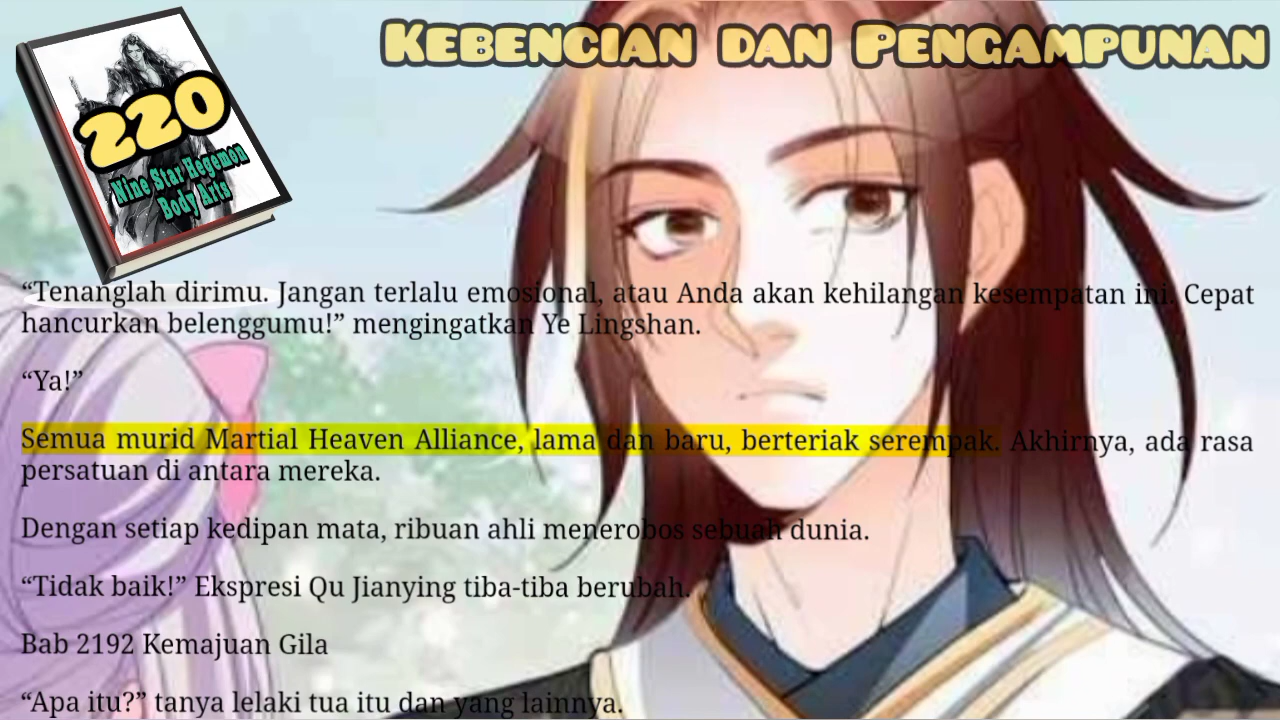 KEBENCIAN DAN PENGAMPUNAN
220
Nine Star Hegemon
Body Arts
“Tenanglah dirimu. Jangan terlalu emosional, atau Anda akan kehilangan kesempatan ini. Cepat
hancurkan belenggumu!” mengingatkan Ye Lingshan.
“Ya!”
Semua murid Martial Heaven Alliance, lama dan baru, berteriak serempak. Akhirnya, ada rasa
persatuan di antara mereka.
Dengan setiap kedipan mata, ribuan ahli menerobos sebuah dunia.
“Tidak baik!” Ekspresi Qu Jianying tiba-tiba berubah.
Bab 2192 Kemajuan Gila
“Apa itu?” tanya lelaki tua itu dan yang lainnya.